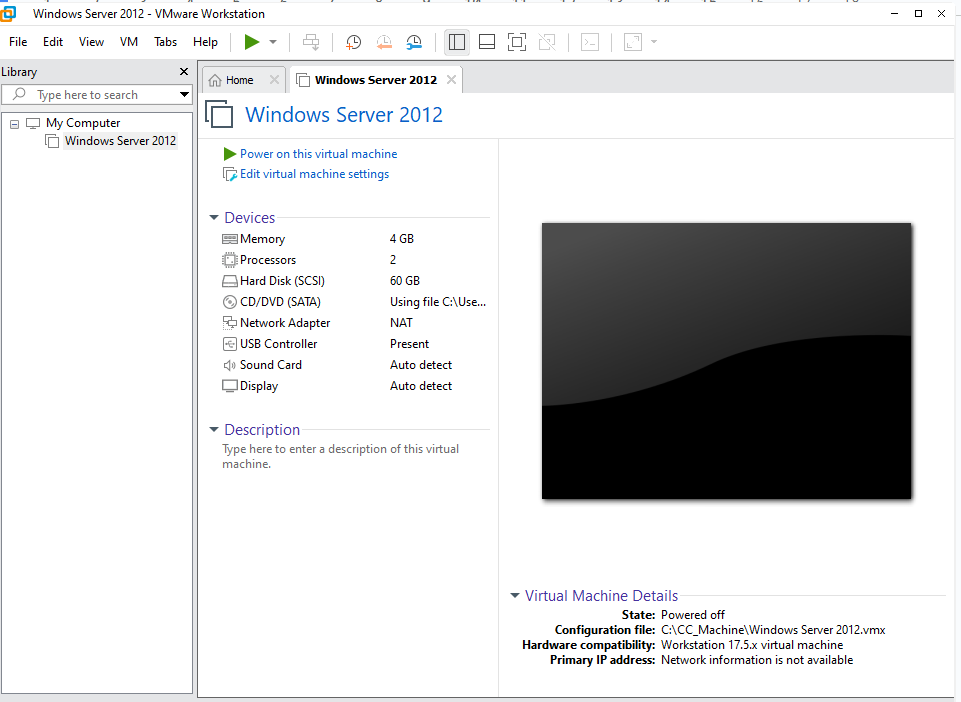 Windows Server 2012 - VMware Workstation
File Edit View VM Tabs Help
Library
Type here to search
My Computer
Windows Server 2012
Home
Windows Server 2012
Windows Server 2012
Power on this virtual machine
Edit virtual machine settings
Devices
Memory 4 GB
Processors 2
Hard Disk (SCSI) 60 GB
CD/DVD (SATA) Using file C:\Use...
Network Adapter NAT
USB Controller Present
Sound Card Auto detect
Display Auto detect
Description
Type here to enter a description of this virtual
machine.
Virtual Machine Details
State: Powered off
Configuration file: C:\CC_Machine\Windows Server 2012.vmx
Hardware compatibility: Workstation 17.5.x virtual machine
Primary IP address: Network information is not available